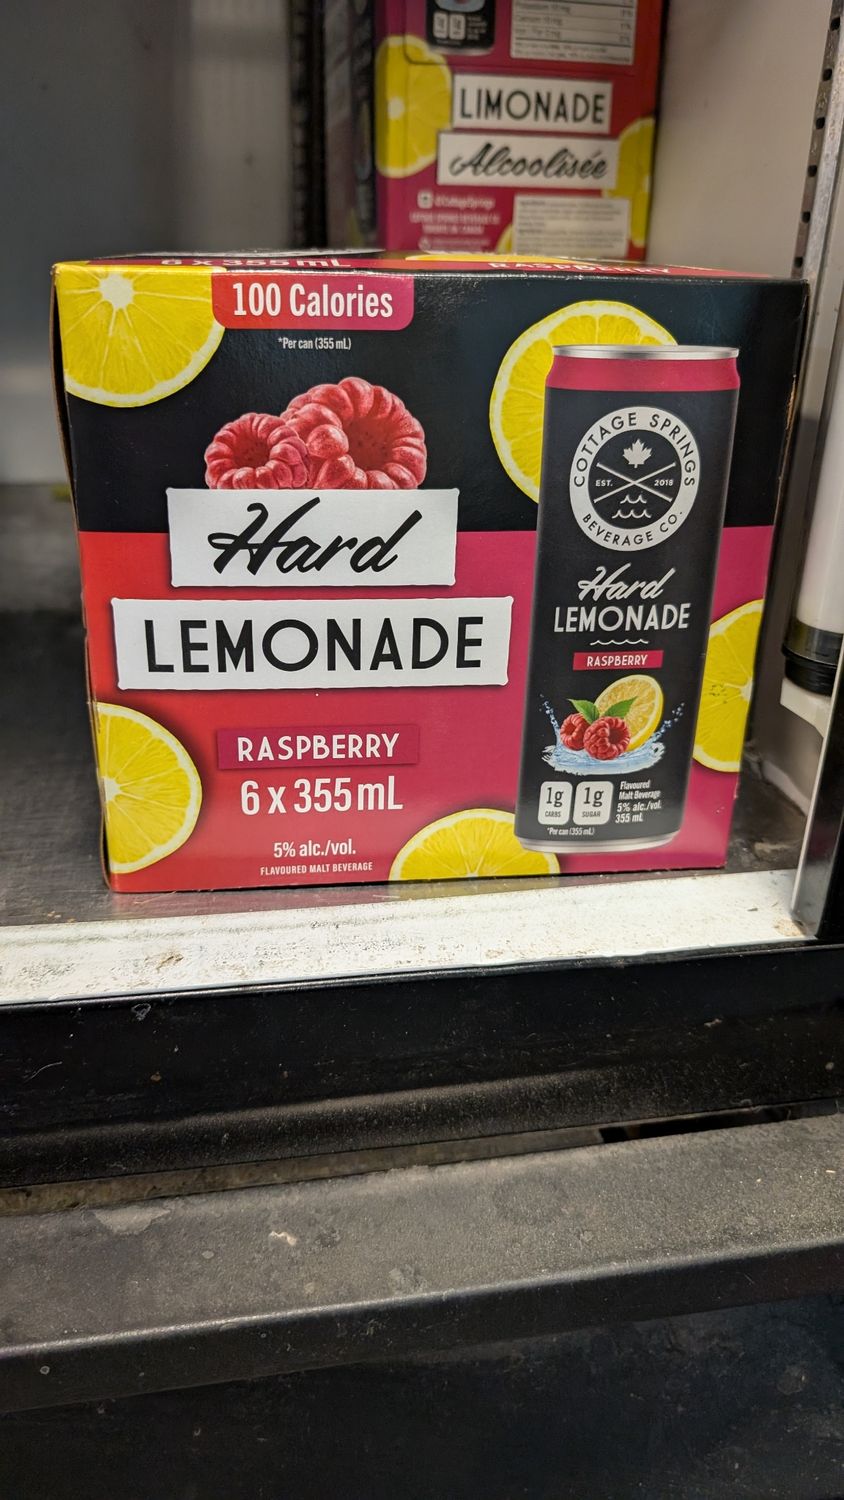 LIMONADE
Alcoolisée
6 x 355 mL
RASPBERRY
100 Calories
*Per can (355 mL)
Hard
LEMONADE
RASPBERRY
6 x 355 mL
5% alc./vol.
FLAVOURED MALT BEVERAGE
COTTAGE SPRINGS
EST. 2018
BEVERAGE CO.
Hard
LEMONADE
RASPBERRY
1g
CARBS
1g
SUGAR
*Per can (355 mL)
Flavoured
Malt Beverage
5% alc./vol.
355 mL